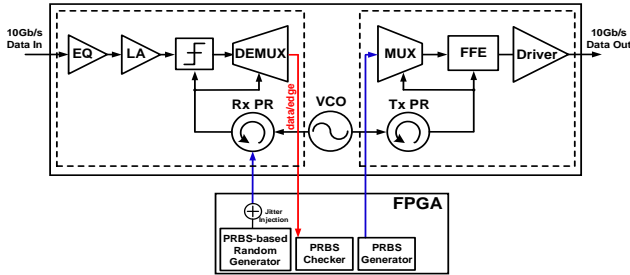 10Gb/s
Data In
EQ
LA
DEMUX
MUX
FFE
Driver
10Gb/s
Data Out
Rx PR
VCO
Tx PR
data/edge
FPGA
Jitter
Injection
PRBS-based
Random
Generator
PRBS
Checker
PRBS
Generator